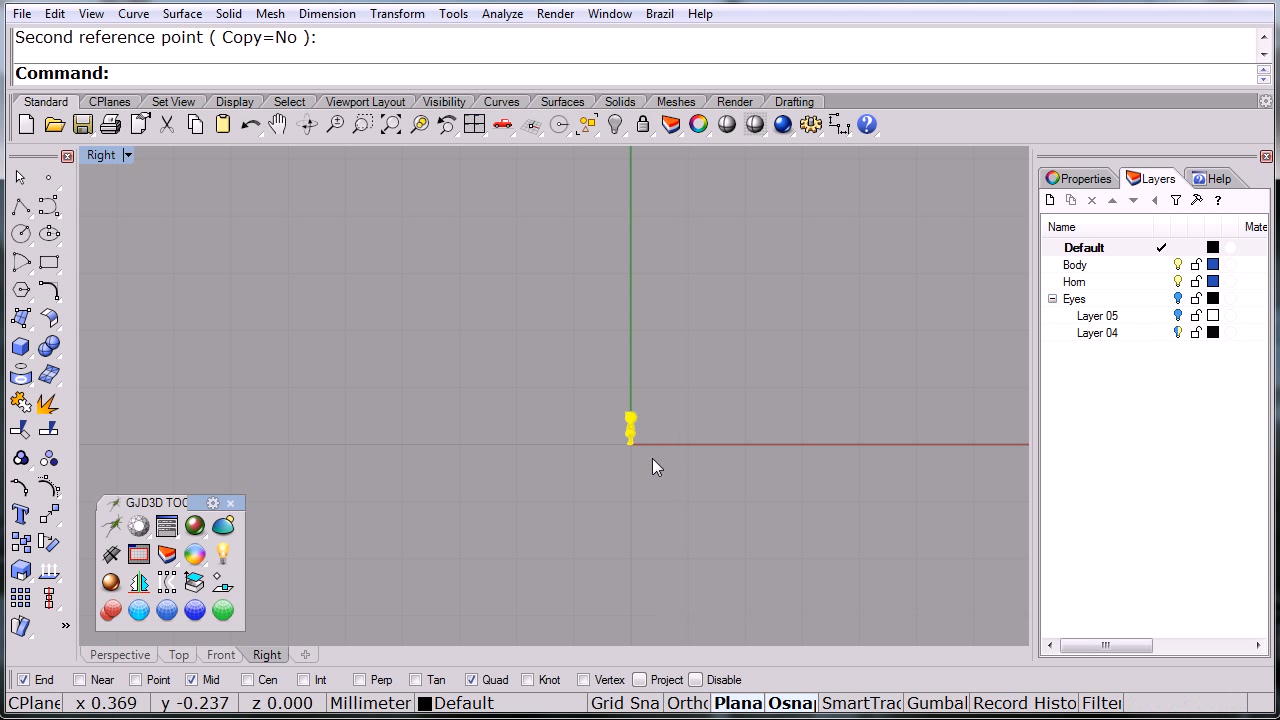 File Edit View Curve Surface Solid Mesh Dimension Transform Tools Analyze Render Window Brazil Help
Second reference point ( Copy=No ):
Command:
Standard CPlanes Set View Display Select Viewport Layout Visibility Curves Surfaces Solids Meshes Render Drafting
Right
Properties Layers Help
Name Mate
Default
Body
Horn
Eyes
Layer 05
Layer 04
GJD3D TOO
Perspective Top Front Right
End Near Point Mid Cen Int Perp Tan Quad Knot Vertex Project Disable
CPlane x 0.369 y -0.237 z 0.000 Millimeter Default Grid Sna Ortho Plana Osnap SmartTrac Gumbal Record Histo Filter